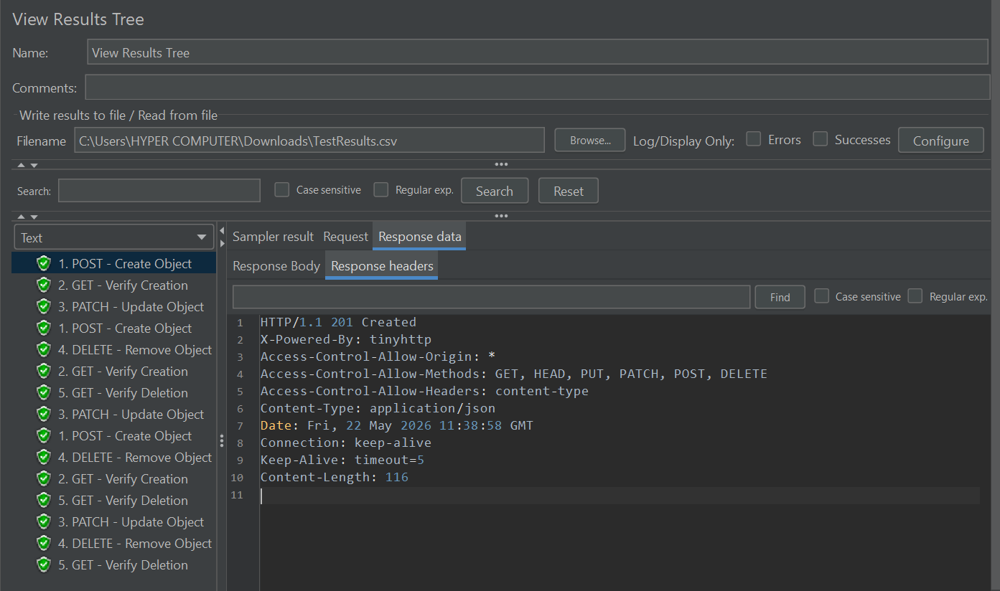 View Results Tree
Name: View Results Tree
Comments:
Write results to file / Read from file
Filename C:\Users\HYPER COMPUTER\Downloads\TestResults.csv Browse... Log/Display Only: Errors Successes Configure
Search: Case sensitive Regular exp. Search Reset
Text
1. POST - Create Object
2. GET - Verify Creation
3. PATCH - Update Object
1. POST - Create Object
4. DELETE - Remove Object
2. GET - Verify Creation
5. GET - Verify Deletion
3. PATCH - Update Object
1. POST - Create Object
4. DELETE - Remove Object
2. GET - Verify Creation
5. GET - Verify Deletion
3. PATCH - Update Object
4. DELETE - Remove Object
5. GET - Verify Deletion
Sampler result Request Response data
Response Body Response headers
Find Case sensitive Regular exp.
1 HTTP/1.1 201 Created
2 X-Powered-By: tinyhttp
3 Access-Control-Allow-Origin: *
4 Access-Control-Allow-Methods: GET, HEAD, PUT, PATCH, POST, DELETE
5 Access-Control-Allow-Headers: content-type
6 Content-Type: application/json
7 Date: Fri, 22 May 2026 11:38:58 GMT
8 Connection: keep-alive
9 Keep-Alive: timeout=5
10 Content-Length: 116
11